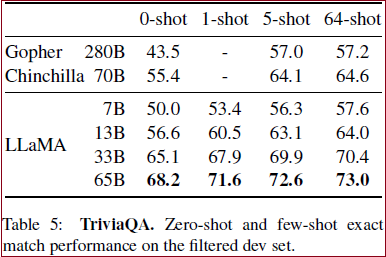 0-shot 1-shot 5-shot 64-shot
Gopher 280B 43.5 - 57.0 57.2
Chinchilla 70B 55.4 - 64.1 64.6
7B 50.0 53.4 56.3 57.6
13B 56.6 60.5 63.1 64.0
LLaMA
33B 65.1 67.9 69.9 70.4
65B 68.2 71.6 72.6 73.0
Table 5: TriviaQA. Zero-shot and few-shot exact
match performance on the filtered dev set.